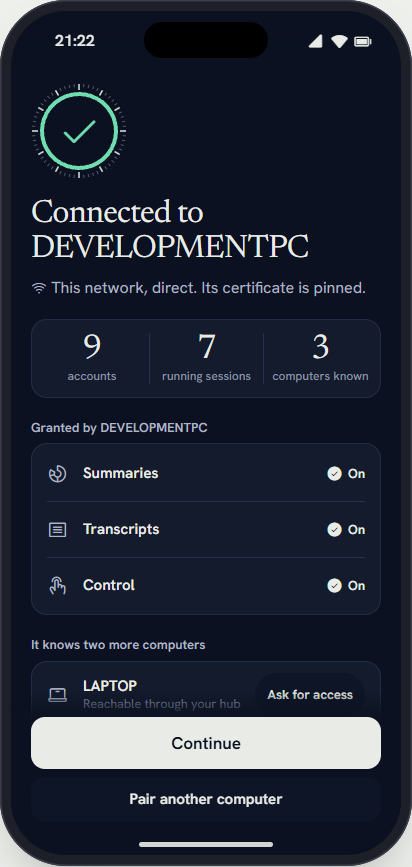 21:22
Connected to
DEVELOPMENTPC
This network, direct. Its certificate is pinned.
9
accounts
7
running sessions
3
computers known
Granted by DEVELOPMENTPC
Summaries
On
Transcripts
On
Control
On
It knows two more computers
LAPTOP
Reachable through your hub
Ask for access
Continue
Pair another computer